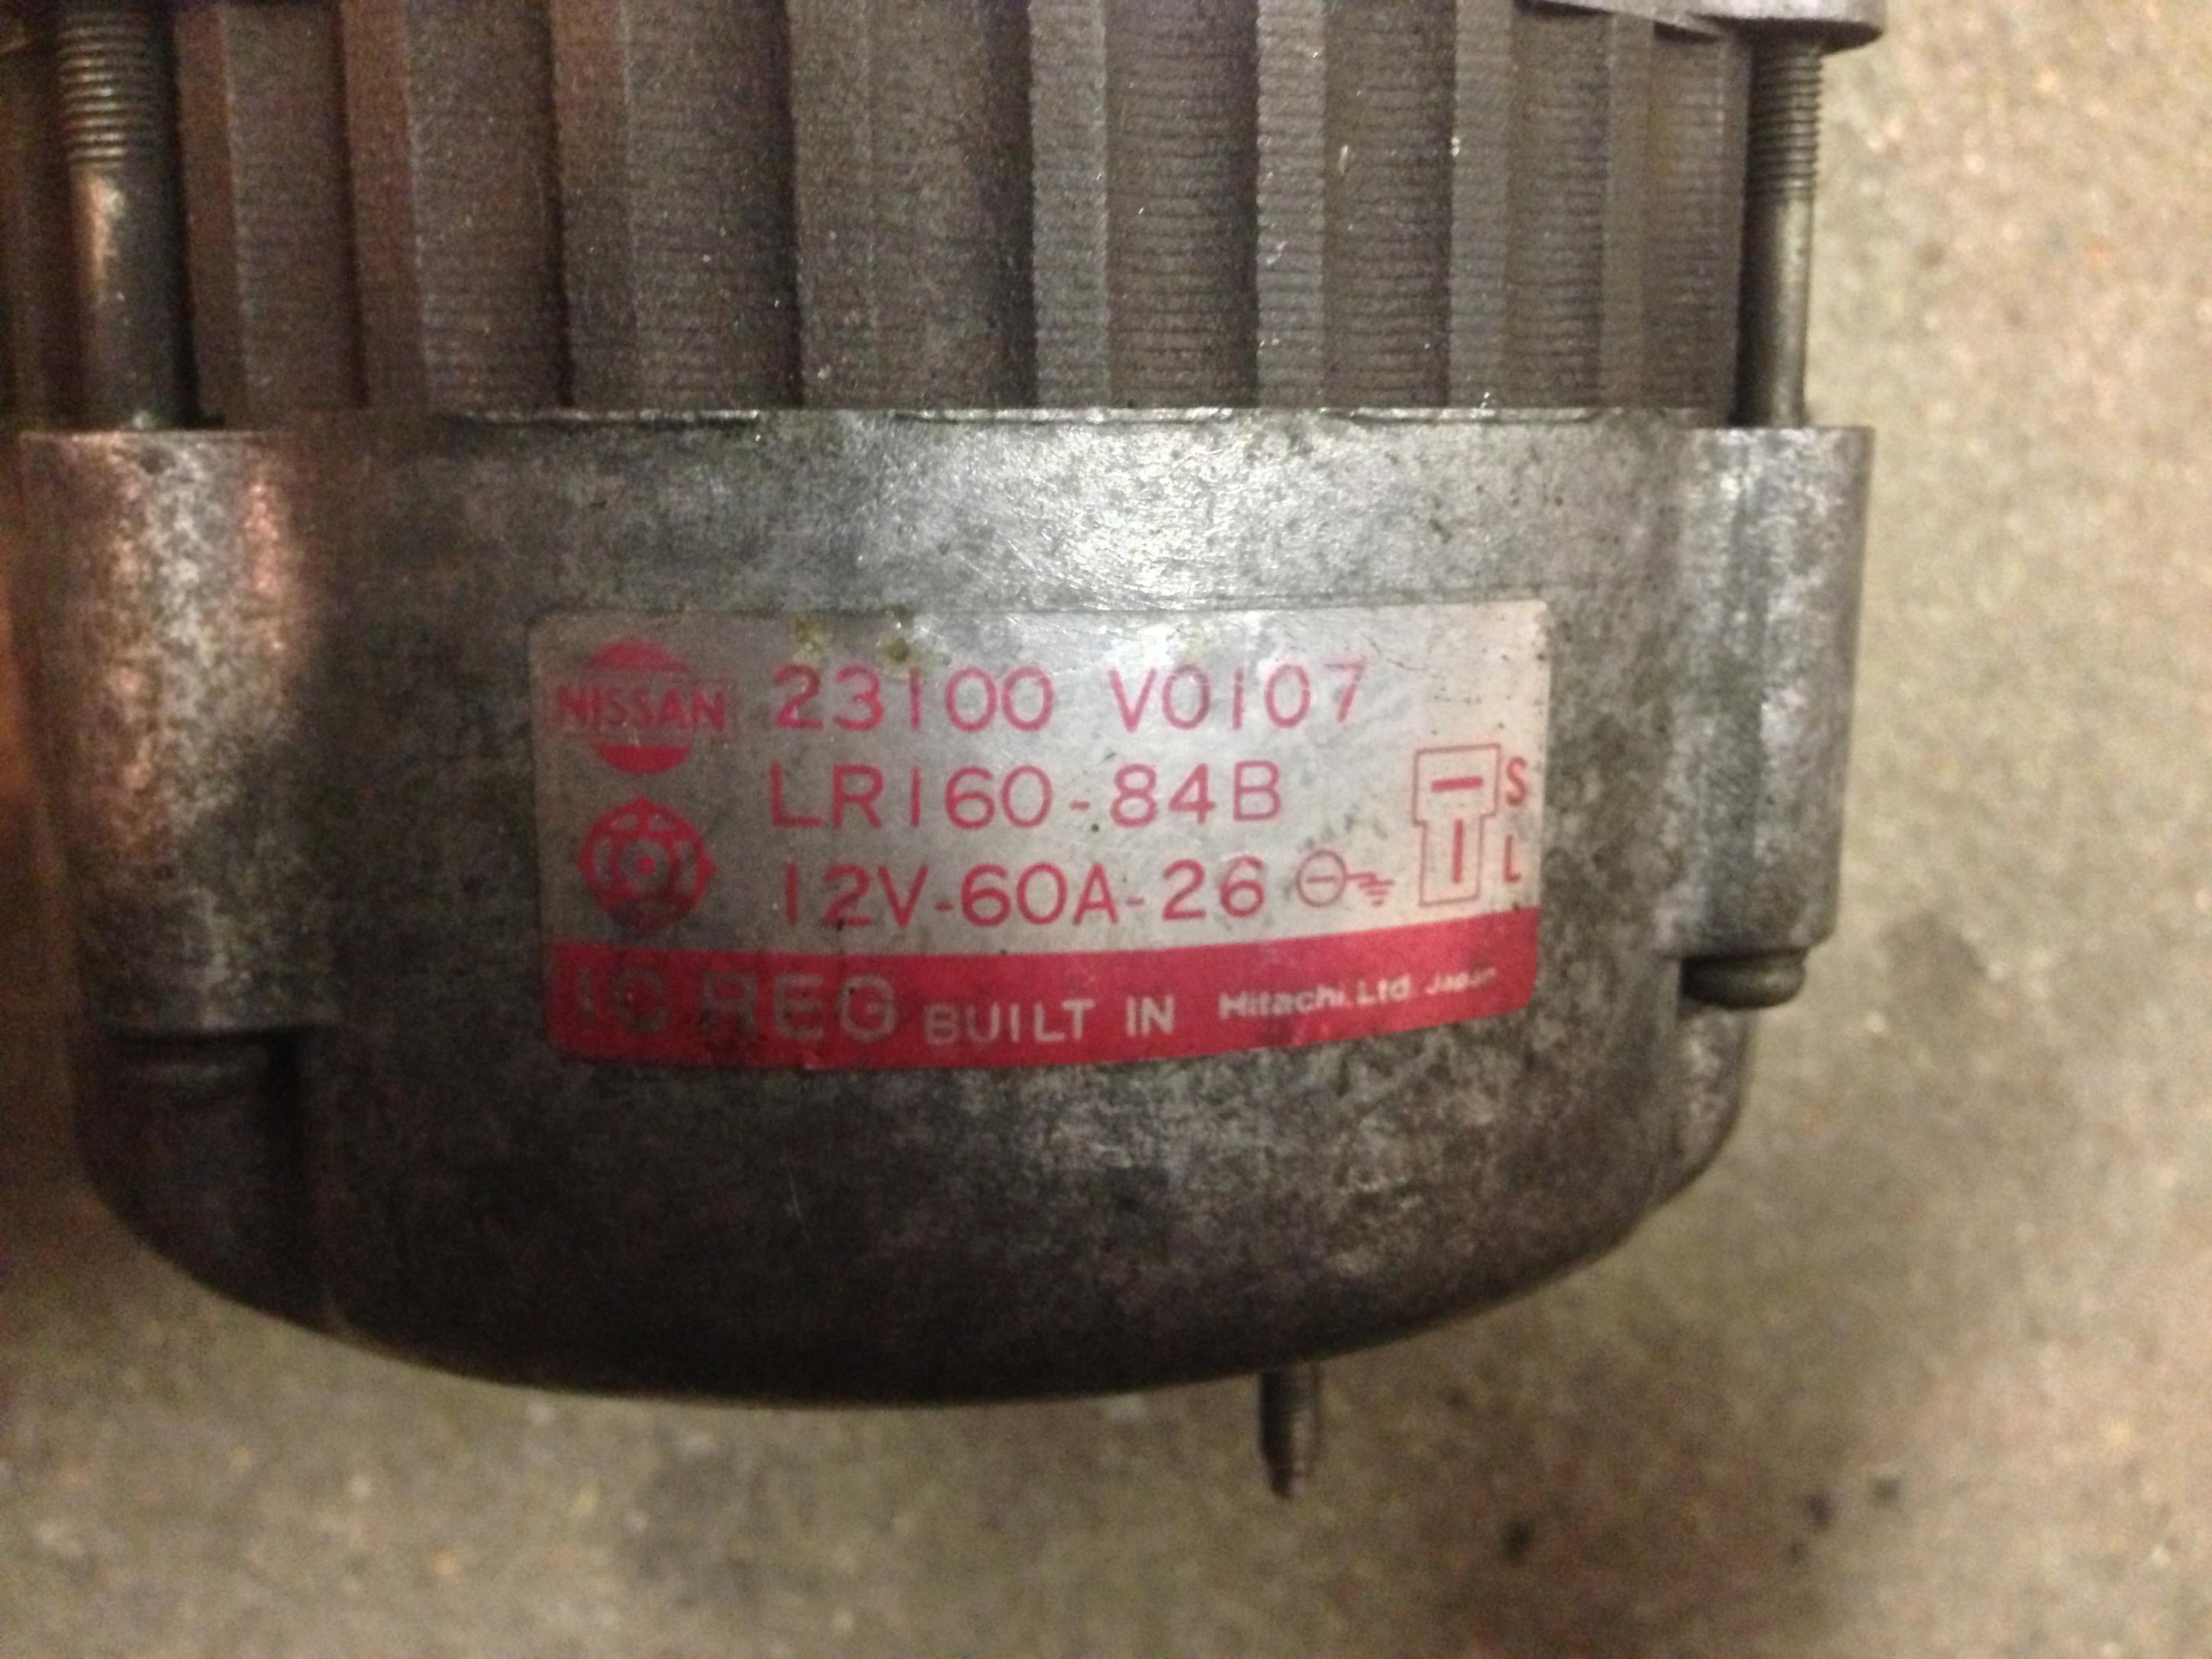 NISSAN 23100 V0107
LR160-84B
S
12V-60A-26
L
IC REG BUILT IN Hitachi, Ltd. Japan